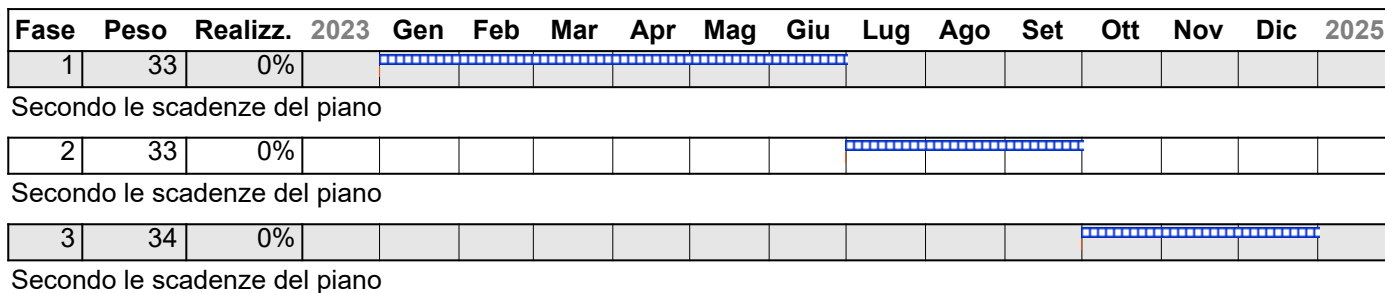 Fase Peso Realizz. 2023 Gen Feb Mar Apr Mag Giu Lug Ago Set Ott Nov Dic 2025
1 33 0%
Secondo le scadenze del piano
2 33 0%
Secondo le scadenze del piano
3 34 0%
Secondo le scadenze del piano